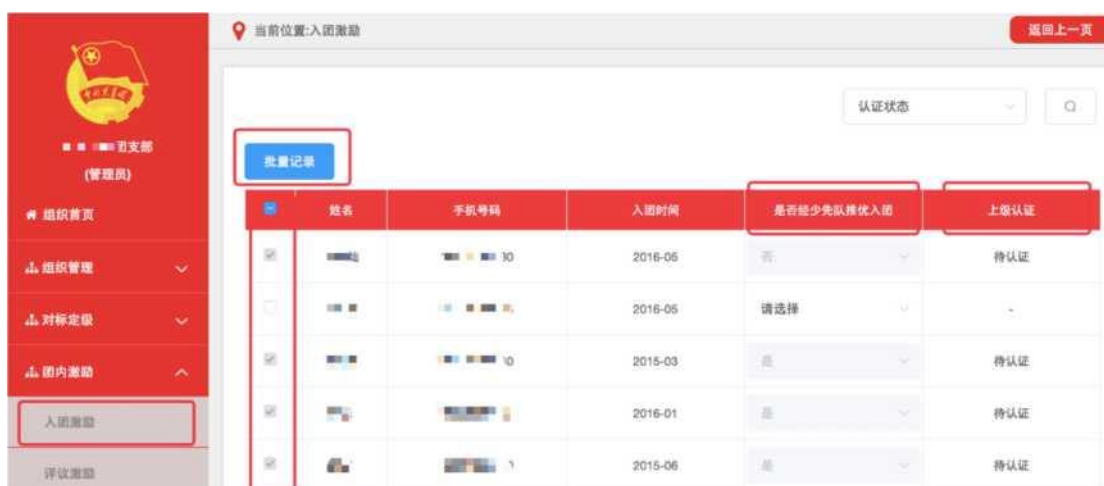 当前位置:入团激励
返回上一页
团支部
(管理员)
组织首页
组织管理
对标定级
团内激励
入团激励
评议激励
认证状态
批量记录
姓名 手机号码 入团时间 是否经少先队推优入团 上级认证
2016-05 否 待认证
2016-05 请选择 -
2015-03 是 待认证
2016-01 是 待认证
2015-06 是 待认证